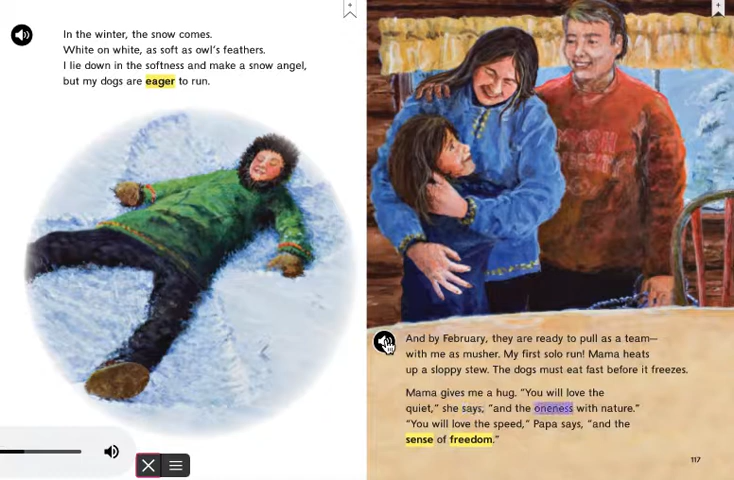 In the winter, the snow comes.
White on white, as soft as owl's feathers.
I lie down in the softness and make a snow angel,
but my dogs are eager to run.
And by February, they are ready to pull as a team—
with me as musher. My first solo run! Mama heats
up a sloppy stew. The dogs must eat fast before it freezes.
Mama gives me a hug. "You will love the
quiet," she says, "and the oneness with nature."
"You will love the speed," Papa says, "and the
sense of freedom."
117